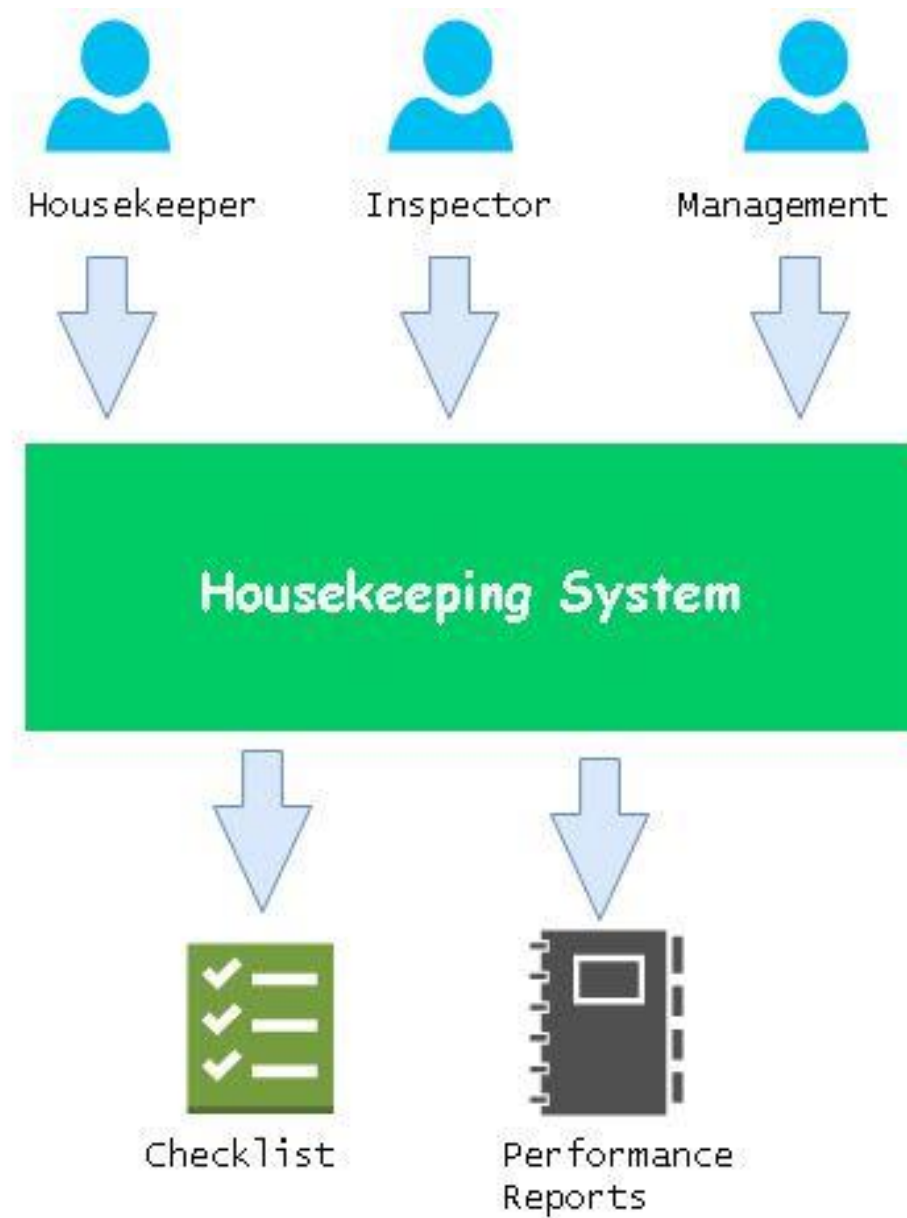 Housekeeper Inspector Management
Housekeeping System
Checklist
Performance
Reports